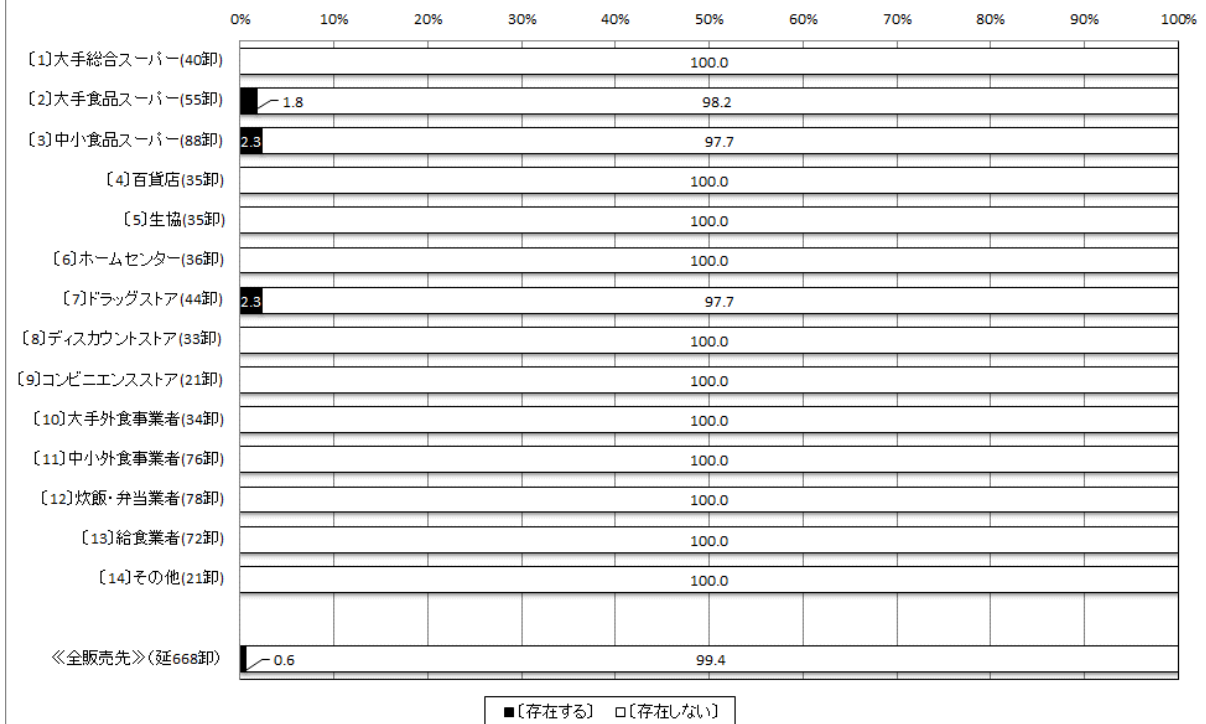 0% 10% 20% 30% 40% 50% 60% 70% 80% 90% 100%
〔1〕大手総合スーパー(40卸) 100.0
〔2〕大手食品スーパー(55卸) 1.8 98.2
〔3〕中小食品スーパー(88卸) 2.3 97.7
〔4〕百貨店(35卸) 100.0
〔5〕生協(35卸) 100.0
〔6〕ホームセンター(36卸) 100.0
〔7〕ドラッグストア(44卸) 2.3 97.7
〔8〕ディスカウントストア(33卸) 100.0
〔9〕コンビニエンスストア(21卸) 100.0
〔10〕大手外食事業者(34卸) 100.0
〔11〕中小外食事業者(76卸) 100.0
〔12〕炊飯・弁当業者(78卸) 100.0
〔13〕給食業者(72卸) 100.0
〔14〕その他(21卸) 100.0
≪全販売先≫(延668卸) 0.6 99.4
■〔存在する〕 □〔存在しない〕